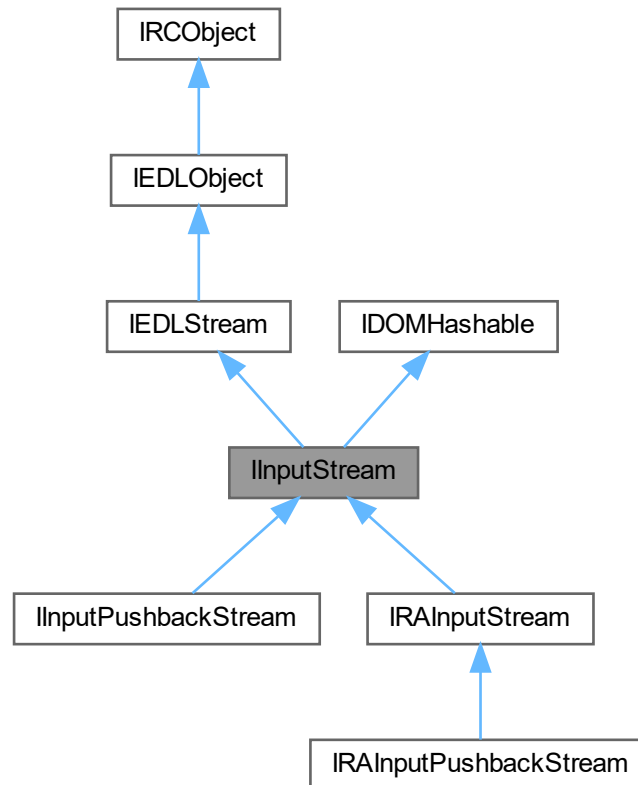 IRCObject
IEDLObject
IEDLStream
IDOMHashable
IInputStream
IInputPushbackStream
IRAInputStream
IRAInputPushbackStream